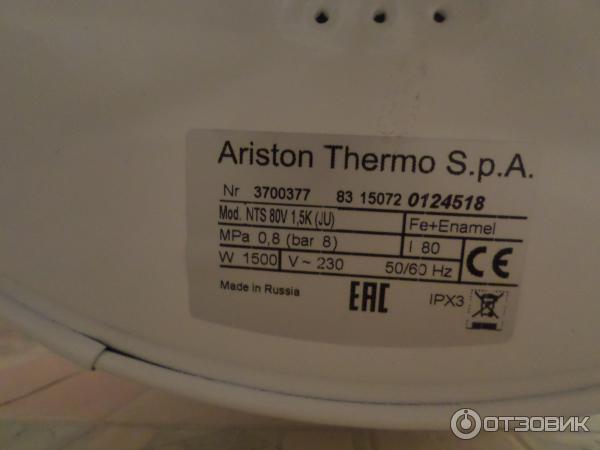 Ariston Thermo S.p.A.
Nr 3700377 83 15072 0124518
Mod. NTS 80V 1,5K (JU) Fe+Enamel
MPa 0,8 (bar 8) l 80
W 1500 V ~ 230 50/60 Hz CE
Made in Russia EAC IPX3
ОТЗОВИК